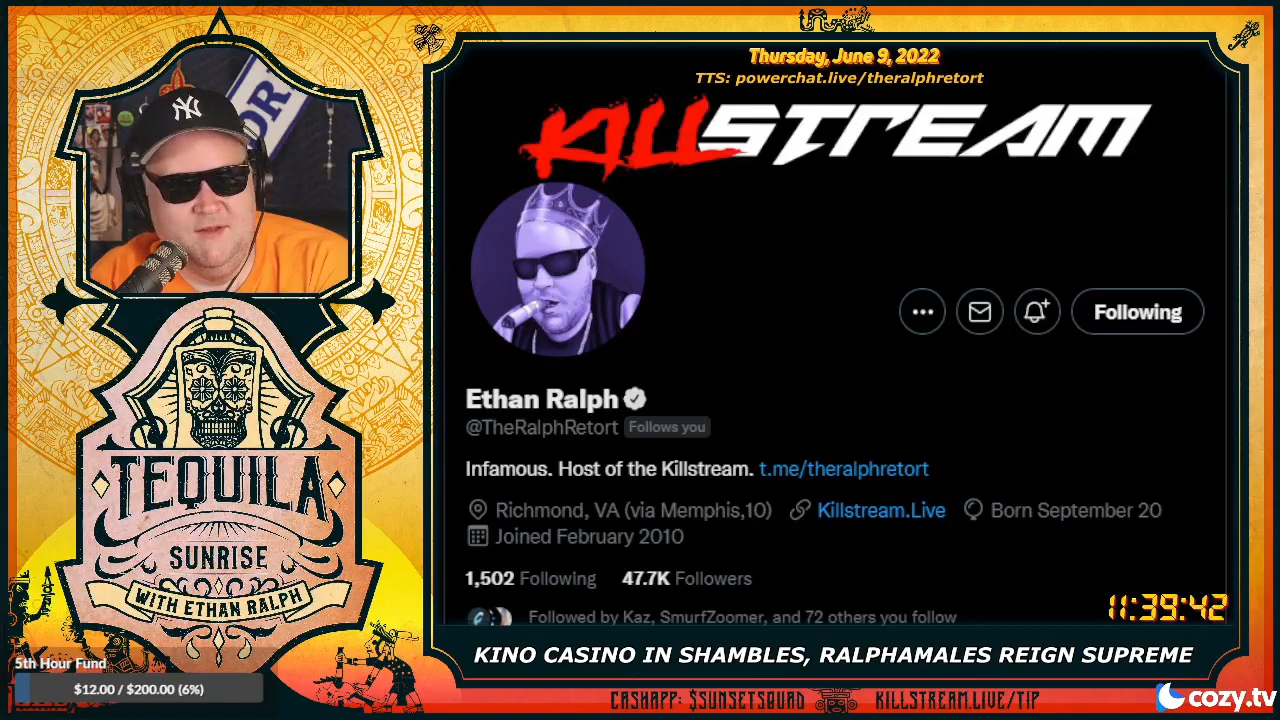 Thursday, June 9, 2022
TTS: powerchat.live/theralphretort
KILLSTREAM
NY
Following
Ethan Ralph
@TheRalphRetort Follows you
Infamous. Host of the Killstream. t.me/theralphretort
Richmond, VA (via Memphis,10) Killstream.Live Born September 20
Joined February 2010
1,502 Following 47.7K Followers
Followed by Kaz, SmurfZoomer, and 72 others you follow
11:39:42
TEQUILA
SUNRISE
WITH ETHAN RALPH
5th Hour Fund
$12.00 / $200.00 (6%)
KINO CASINO IN SHAMBLES, RALPHAMALES REIGN SUPREME
CASHAPP: $SUNSETSQUAD KILLSTREAM.LIVE/TIP
cozy.tv